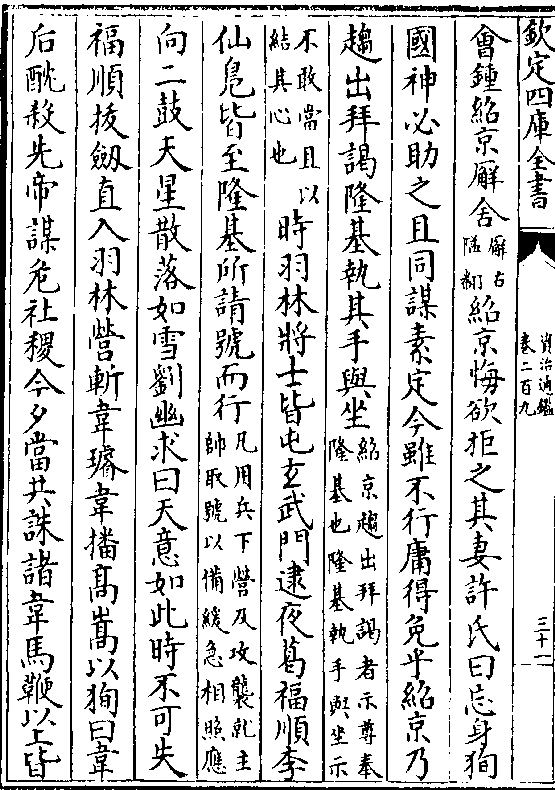 欽定四庫全書
資治通鑑
卷二百九
三十一
會鍾紹京廨舍廨古
隘翻紹京悔欲拒之其妻許氏曰忘身狥
國神必助之且同謀素定今雖不行庸得免乎紹京乃
趨出拜謁隆基執其手與坐紹京趨出拜謁者示尊奉
隆基也隆基執手與坐示
不敢當且以
結其心也時羽林將士皆屯玄武門逮夜葛福順李
仙鳧皆至隆基所請號而行凡用兵下營及攻襲就主
帥取號以備緩急相照應
向二鼓天星散落如雪劉幽求曰天意如此時不可失
福順拔劒直入羽林營斬韋璿韋播髙嵩以狥曰韋
后酖殺先帝謀危社稷今夕當共誅諸韋馬鞭以上皆